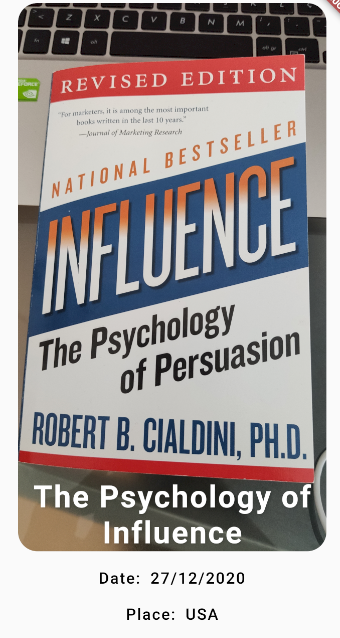 REVISED EDITION
"For marketers, it is among the most important
books written in the last 10 years."
—Journal of Marketing Research
NATIONAL BESTSELLER
INFLUENCE
The Psychology
of Persuasion
ROBERT B. CIALDINI, PH.D.
The Psychology of
Influence
Date: 27/12/2020
Place: USA